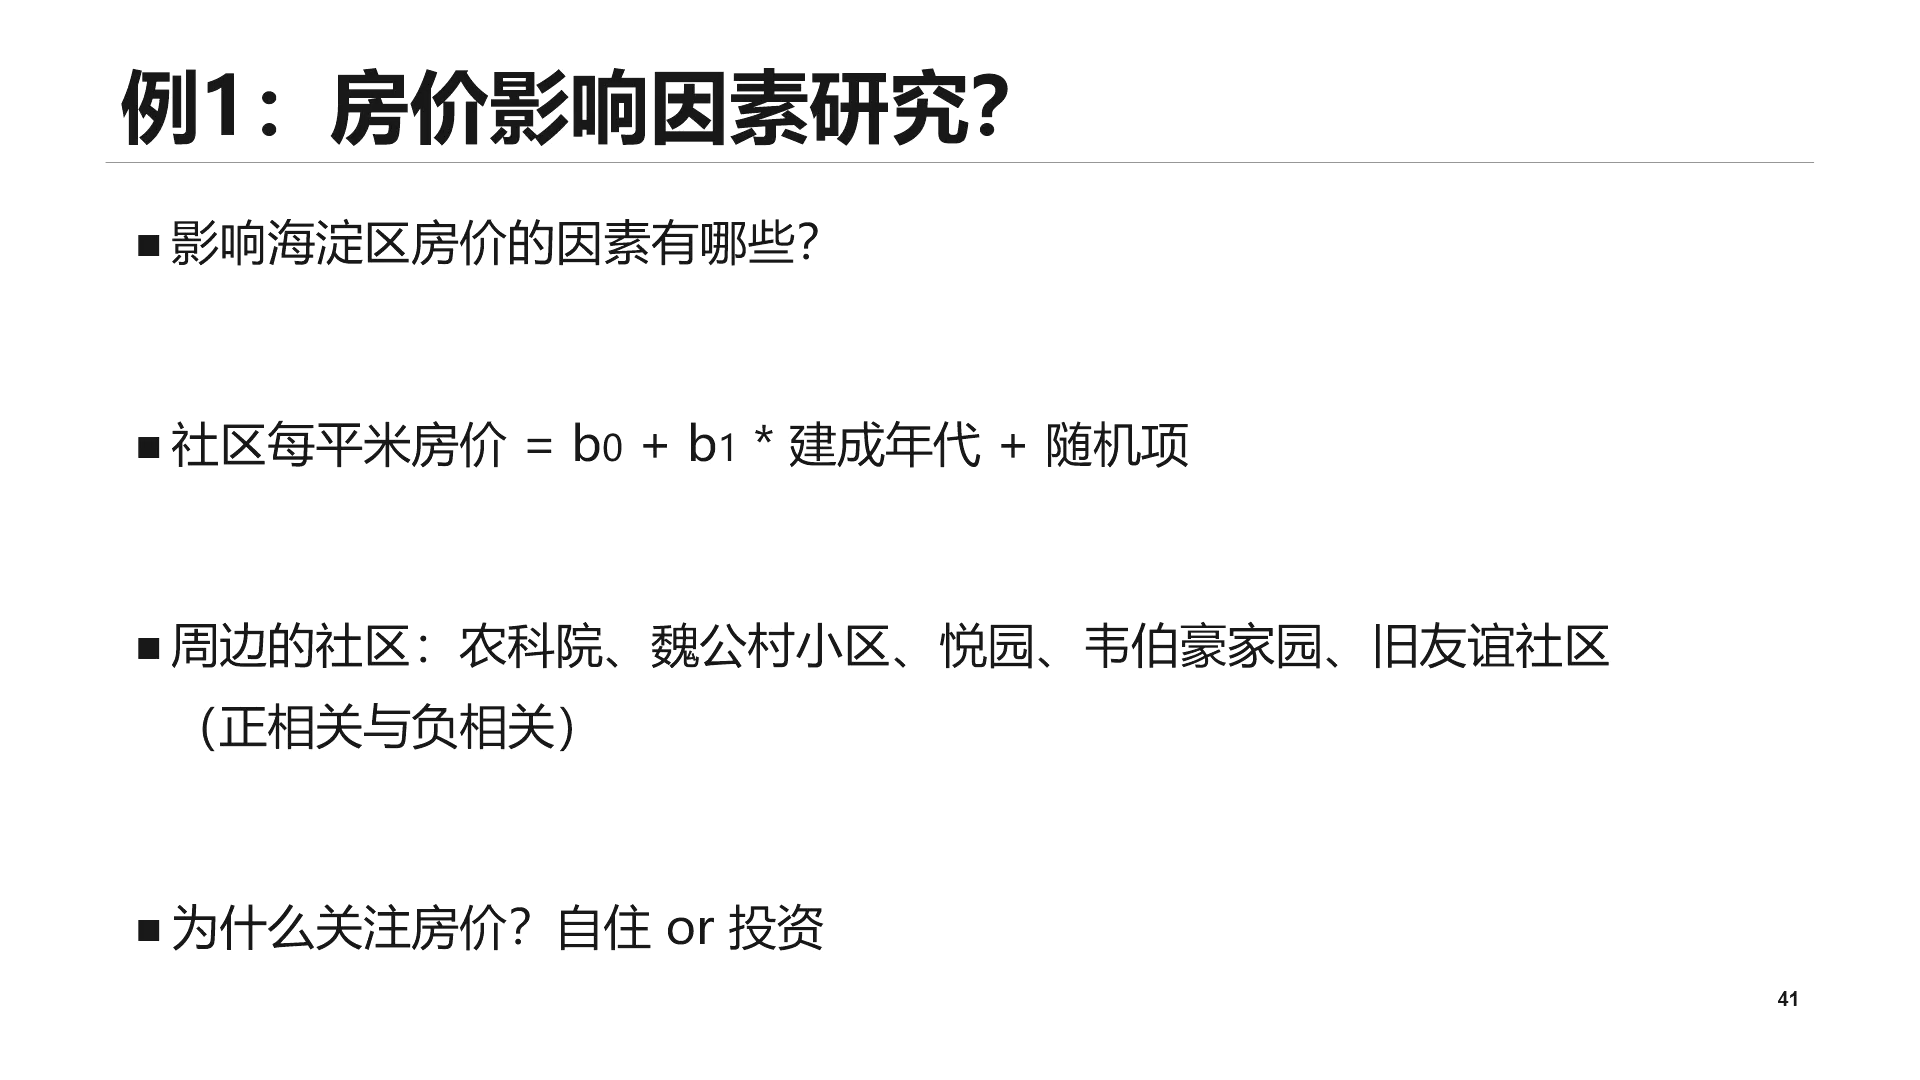 例1：房价影响因素研究？
■ 影响海淀区房价的因素有哪些？
■ 社区每平米房价 = b0 + b1 * 建成年代 + 随机项
■ 周边的社区：农科院、魏公村小区、悦园、韦伯豪家园、旧友谊社区
（正相关与负相关）
■ 为什么关注房价？自住 or 投资
41